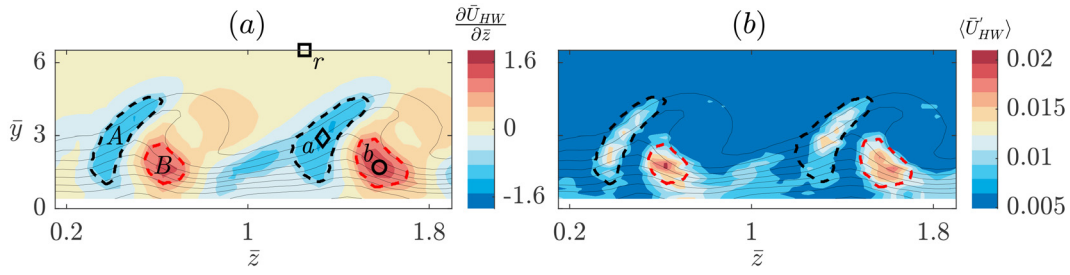 (a)
∂Ū_HW/∂z̄
6
3
0
ȳ
0.2
1
1.8
z̄
A
B
a
b
r
1.6
0
-1.6
(b)
⟨Ū′_HW⟩
0.2
1
1.8
z̄
0.02
0.015
0.01
0.005